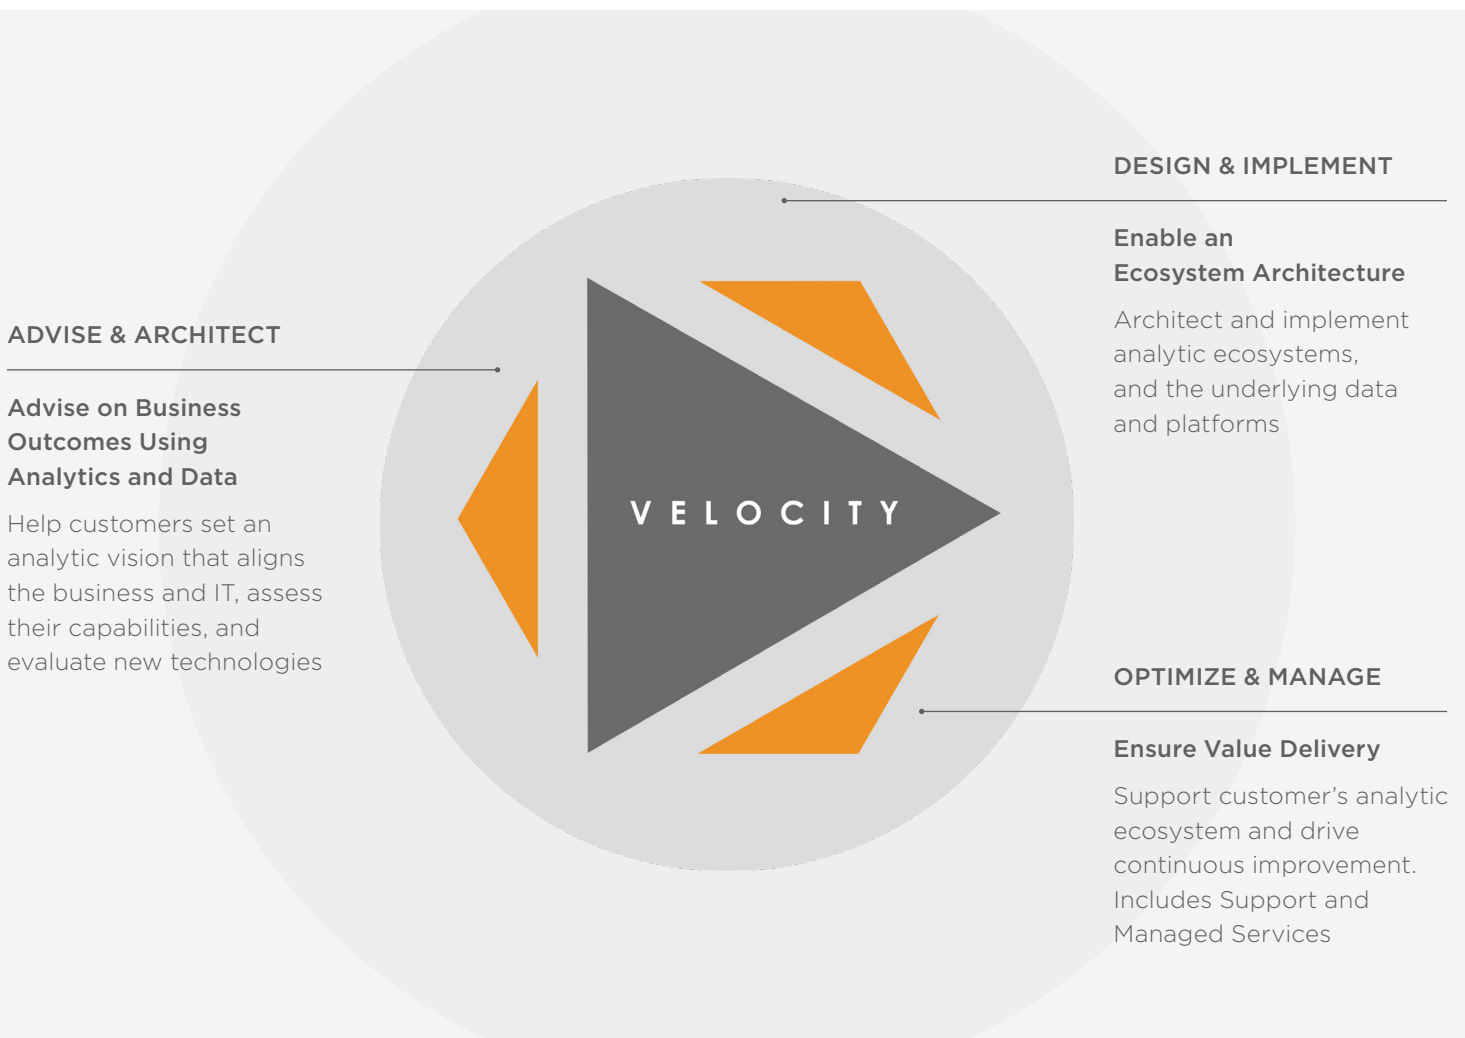 ADVISE & ARCHITECT
Advise on Business
Outcomes Using
Analytics and Data
Help customers set an
analytic vision that aligns
the business and IT, assess
their capabilities, and
evaluate new technologies
VELOCITY
DESIGN & IMPLEMENT
Enable an
Ecosystem Architecture
Architect and implement
analytic ecosystems,
and the underlying data
and platforms
OPTIMIZE & MANAGE
Ensure Value Delivery
Support customer’s analytic
ecosystem and drive
continuous improvement.
Includes Support and
Managed Services